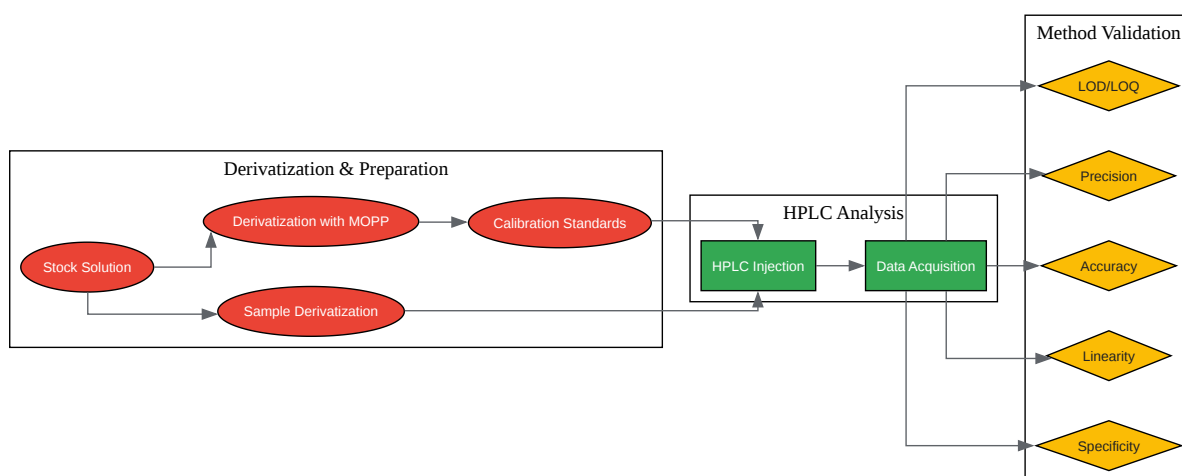 Derivatization & Preparation
Stock Solution
Derivatization with MOPP
Calibration Standards
Sample Derivatization
HPLC Analysis
HPLC Injection
Data Acquisition
Method Validation
LOD/LOQ
Precision
Accuracy
Linearity
Specificity